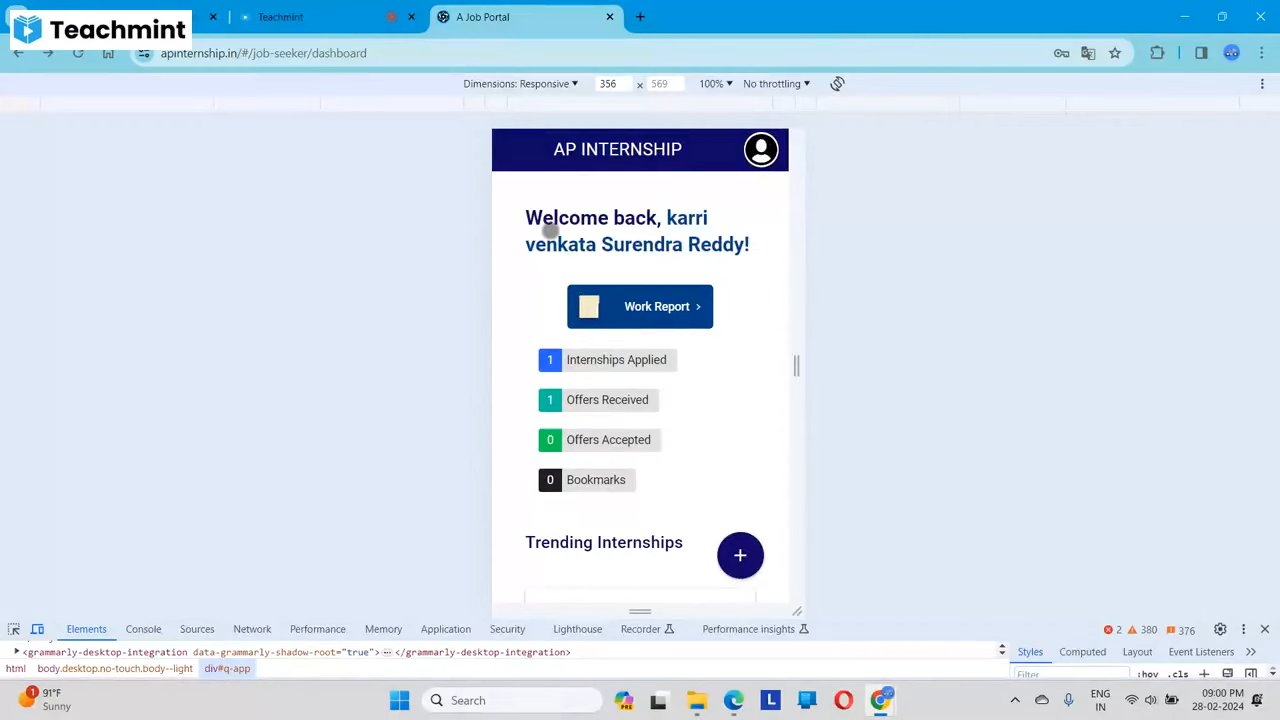 Teachmint
Teachmint
A Job Portal
apinternship.in/#/job-seeker/dashboard
Dimensions: Responsive
356
×
569
100%
No throttling
AP INTERNSHIP
Welcome back, karri
venkata Surendra Reddy!
Work Report
1 Internships Applied
1 Offers Received
0 Offers Accepted
0 Bookmarks
Trending Internships
+
Elements
Console
Sources
Network
Performance
Memory
Application
Security
Lighthouse
Recorder
Performance insights
2
380
376
<grammarly-desktop-integration data-grammarly-shadow-root="true">…</grammarly-desktop-integration>
Styles
Computed
Layout
Event Listeners
html
body.desktop.no-touch.body--light
div#q-app
Filter
:hov
.cls
1
91°F
Sunny
Search
ENG
IN
09:00 PM
28-02-2024